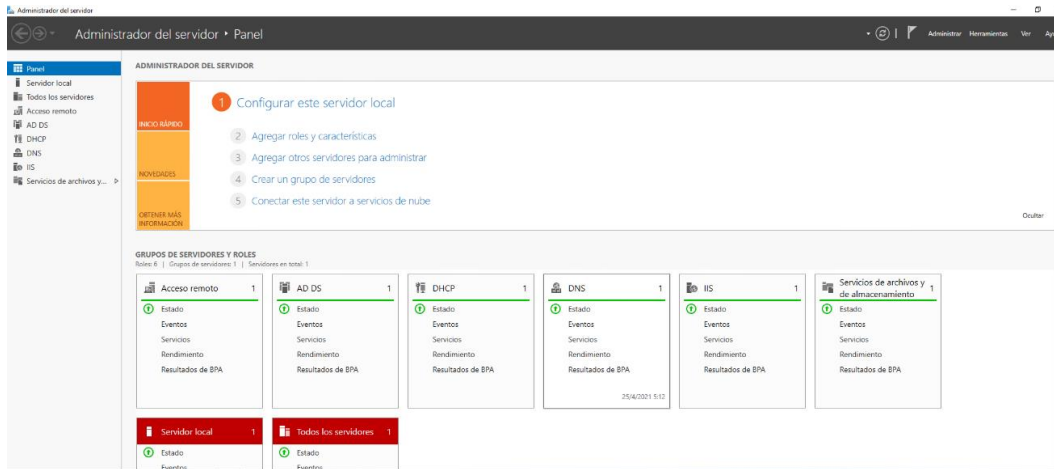 Administrador del servidor
Administrador del servidor ‣ Panel
Administrar Herramientas Ver
Panel
Servidor local
Todos los servidores
Acceso remoto
AD DS
DHCP
DNS
IIS
Servicios de archivos y...
ADMINISTRADOR DEL SERVIDOR
INICIO RÁPIDO
NOVEDADES
OBTENER MÁS
INFORMACIÓN
1 Configurar este servidor local
2 Agregar roles y características
3 Agregar otros servidores para administrar
4 Crear un grupo de servidores
5 Conectar este servidor a servicios de nube
Ocultar
GRUPOS DE SERVIDORES Y ROLES
Roles: 6 | Grupos de servidores: 1 | Servidores en total: 1
Acceso remoto 1
Estado
Eventos
Servicios
Rendimiento
Resultados de BPA
AD DS 1
Estado
Eventos
Servicios
Rendimiento
Resultados de BPA
DHCP 1
Estado
Eventos
Servicios
Rendimiento
Resultados de BPA
DNS 1
Estado
Eventos
Servicios
Rendimiento
Resultados de BPA
25/4/2021 5:12
IIS 1
Estado
Eventos
Servicios
Rendimiento
Resultados de BPA
Servicios de archivos y
de almacenamiento 1
Estado
Eventos
Servicios
Rendimiento
Resultados de BPA
Servidor local 1
Estado
Eventos
Todos los servidores 1
Estado
Eventos